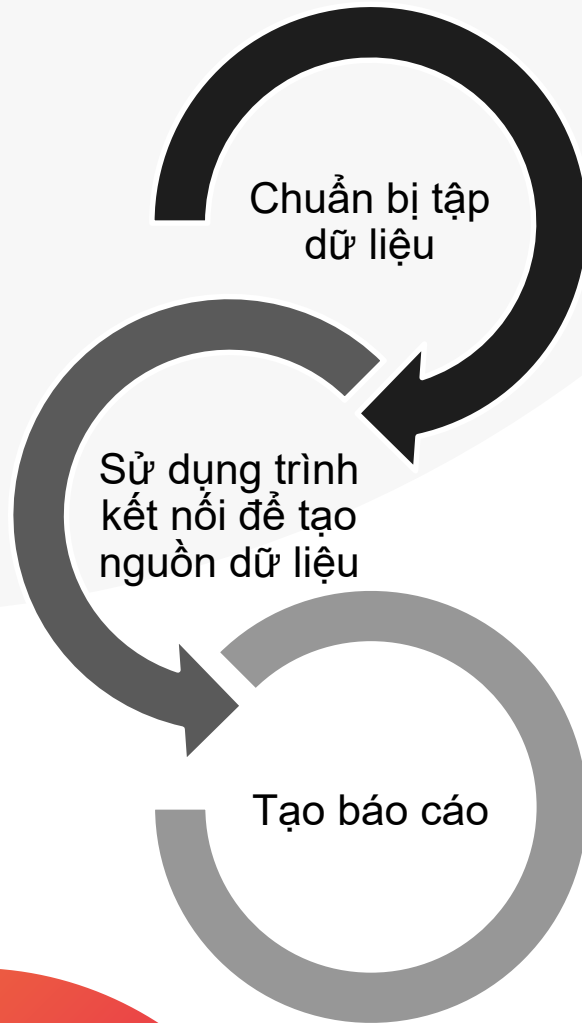 Chuẩn bị tập
dữ liệu
Sử dụng trình
kết nối để tạo
nguồn dữ liệu
Tạo báo cáo